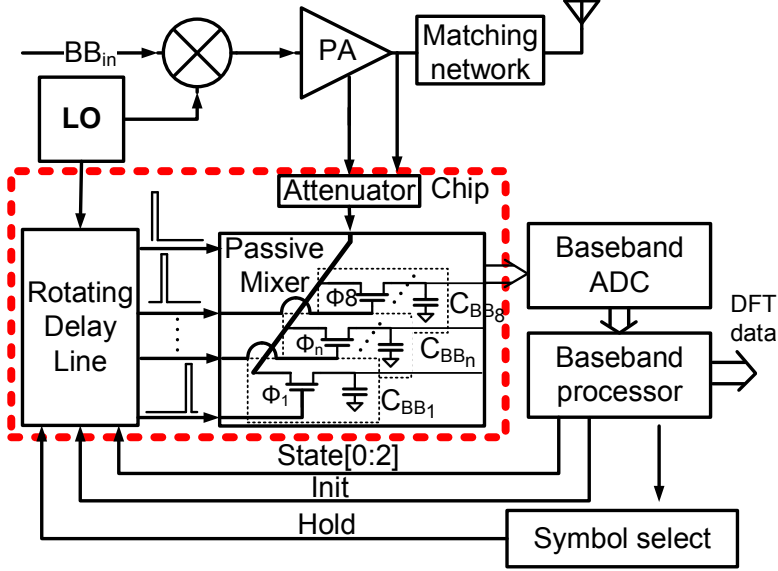 BBin
PA
Matching
network
LO
Attenuator
Chip
Rotating
Delay
Line
Passive
Mixer
Φ8
CBB8
Φn
CBBn
Φ1
CBB1
Baseband
ADC
Baseband
processor
DFT
data
State[0:2]
Init
Hold
Symbol select